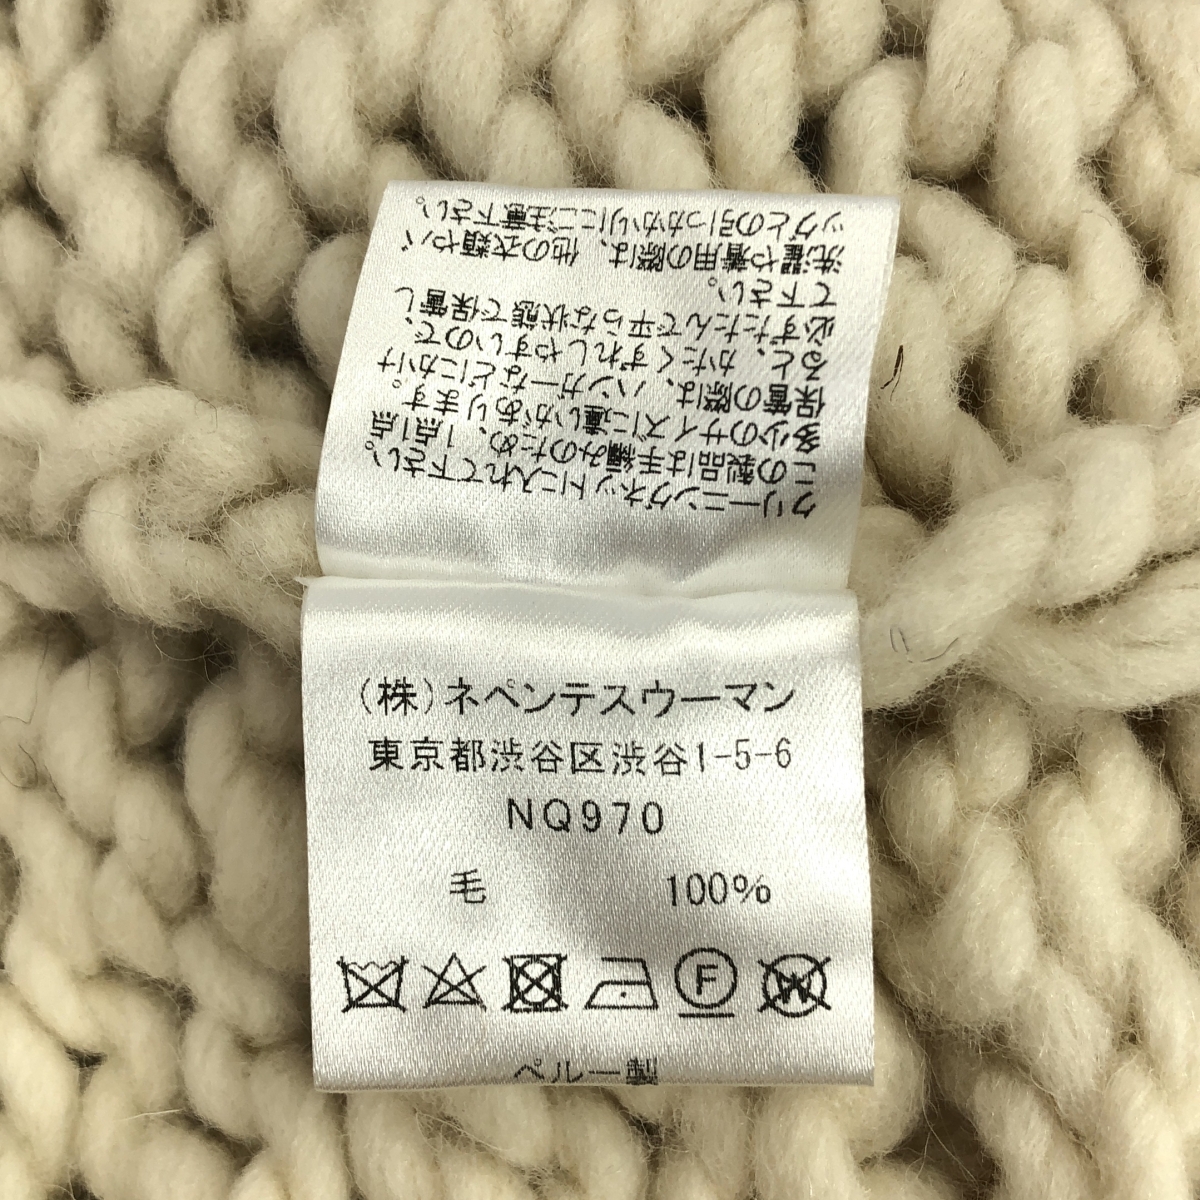 クリーニングネットに入れて下さい。
この製品は手編みのため、1点1点
多少のサイズに違いがあります。
保管の際は、ハンガーなどにかけ
ると、かたくずれしやすいので、
必ずたたんで平らな状態で保管し
て下さい。
洗濯や着用の際は、他の衣類やバ
ッグとの引っかかりにご注意下さい。
(株)ネペンテスウーマン
東京都渋谷区渋谷1-5-6
NQ970
毛 100%
F W
ペルー製